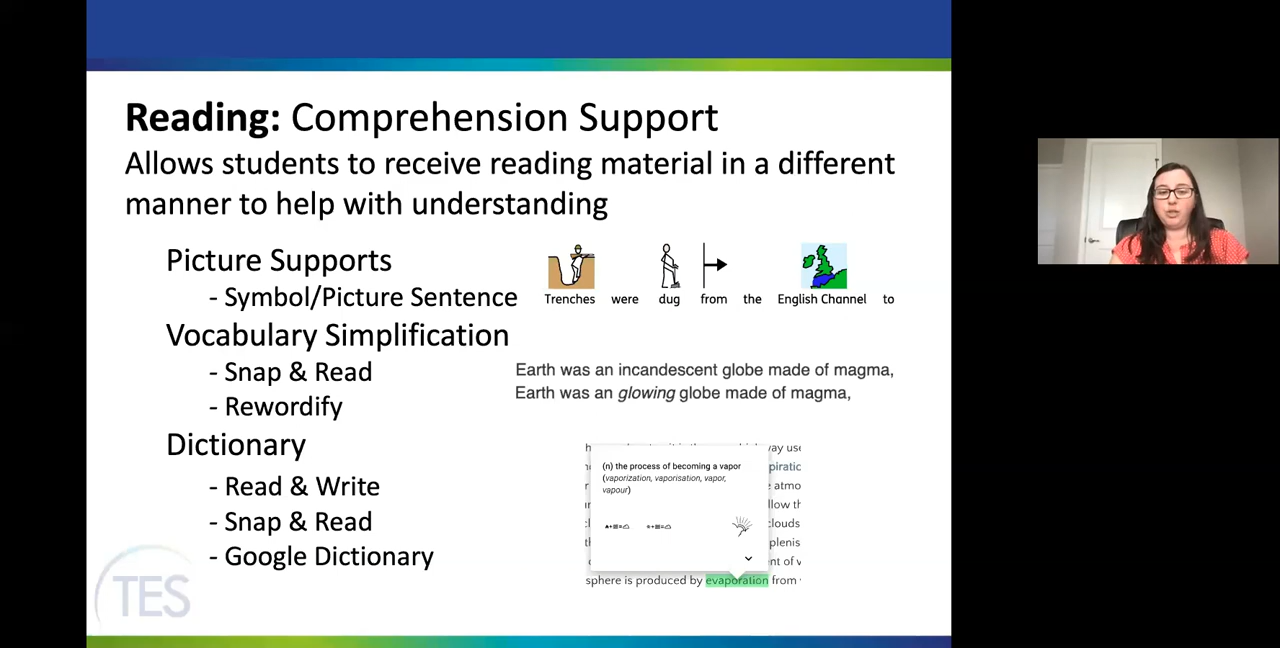 Reading: Comprehension Support
Allows students to receive reading material in a different
manner to help with understanding
Picture Supports
- Symbol/Picture Sentence
Trenches were dug from the English Channel to
Vocabulary Simplification
- Snap & Read
- Rewordify
Earth was an incandescent globe made of magma,
Earth was an glowing globe made of magma,
Dictionary
- Read & Write
- Snap & Read
- Google Dictionary
(n) the process of becoming a vapor
(vaporization, vaporisation, vapor,
vapour)
clouds
sphere is produced by evaporation from
TES